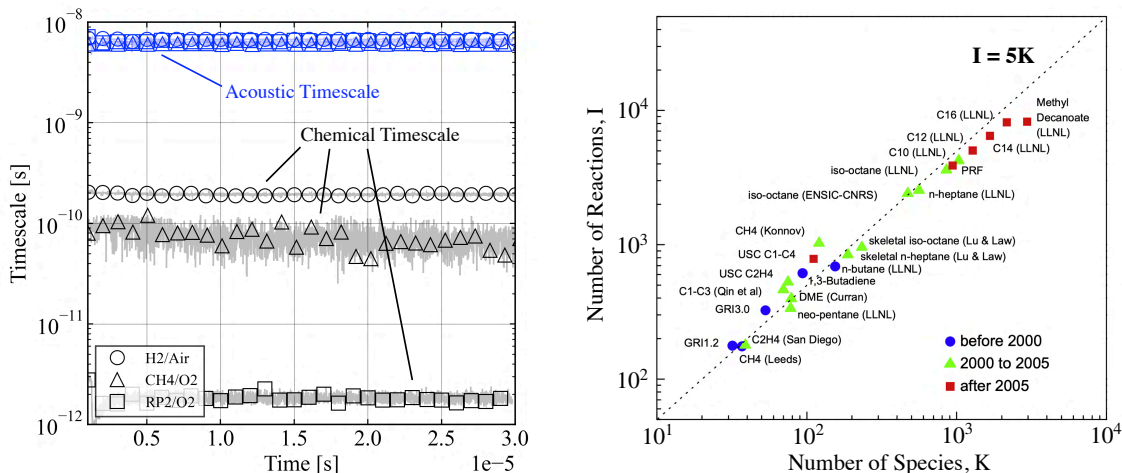 10^-8
10^-9
10^-10
10^-11
10^-12
Timescale [s]
Acoustic Timescale
Chemical Timescale
H2/Air
CH4/O2
RP2/O2
0.5
1.0
1.5
2.0
2.5
3.0
1e−5
Time [s]
10^4
10^3
10^2
Number of Reactions, I
I = 5K
C16 (LLNL)
Methyl
Decanoate
(LLNL)
C12 (LLNL)
C14 (LLNL)
C10 (LLNL)
iso-octane (LLNL)
PRF
iso-octane (ENSIC-CNRS)
n-heptane (LLNL)
CH4 (Konnov)
skeletal iso-octane (Lu & Law)
USC C1-C4
skeletal n-heptane (Lu & Law)
n-butane (LLNL)
USC C2H4
1,3-Butadiene
C1-C3 (Qin et al)
DME (Curran)
GRI3.0
neo-pentane (LLNL)
GRI1.2
C2H4 (San Diego)
CH4 (Leeds)
before 2000
2000 to 2005
after 2005
10^1
10^2
10^3
10^4
Number of Species, K